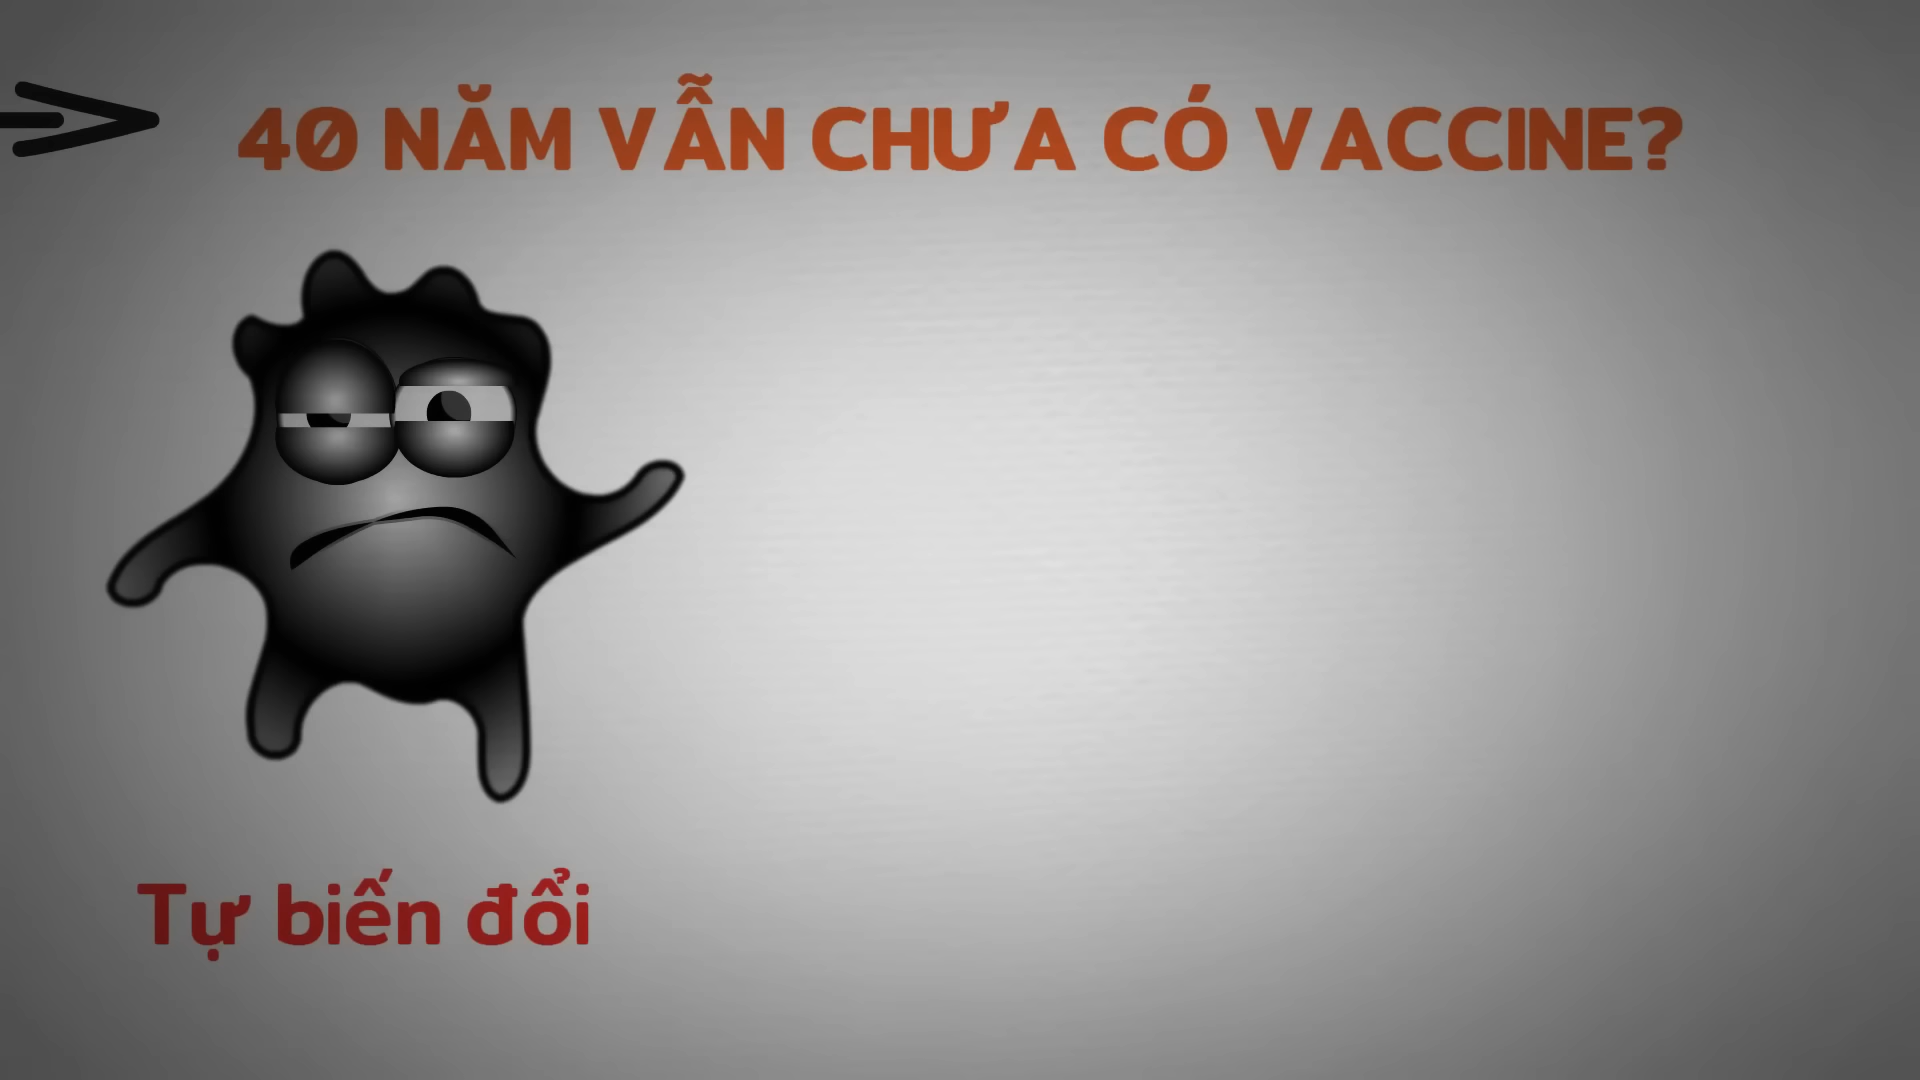 40 NĂM VẪN CHƯA CÓ VACCINE?
Tự biến đổi